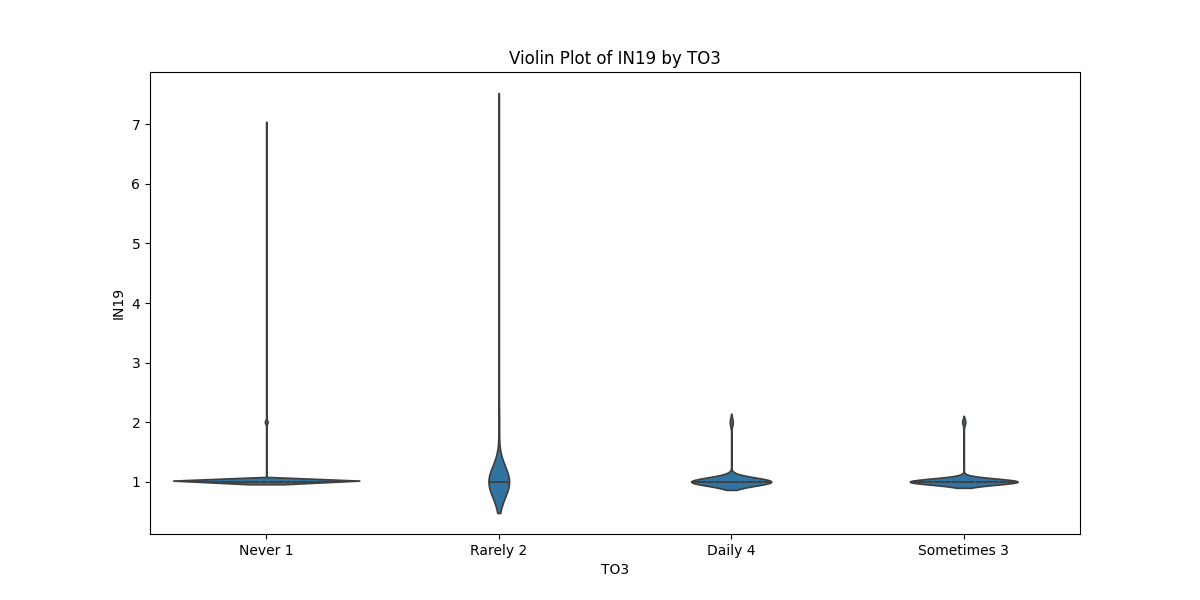 Violin Plot of IN19 by TO3
7
6
5
4
3
2
1
IN19
Never 1
Rarely 2
Daily 4
Sometimes 3
TO3